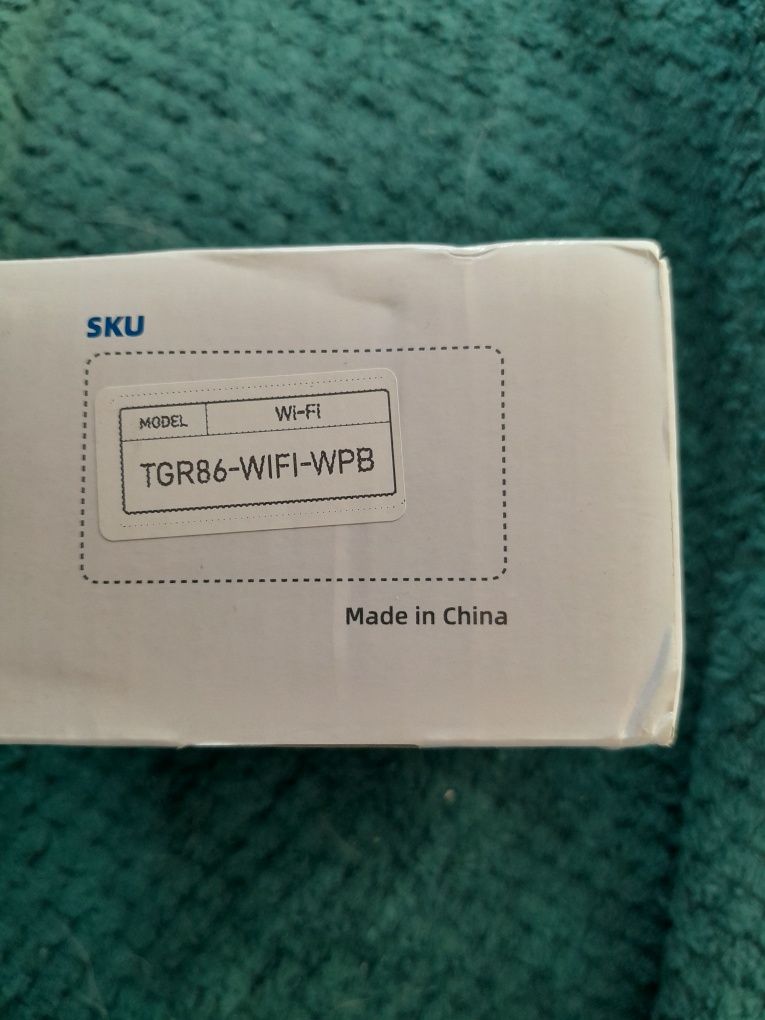 SKU
MODEL Wi-Fi
TGR86-WIFI-WPB
Made in China